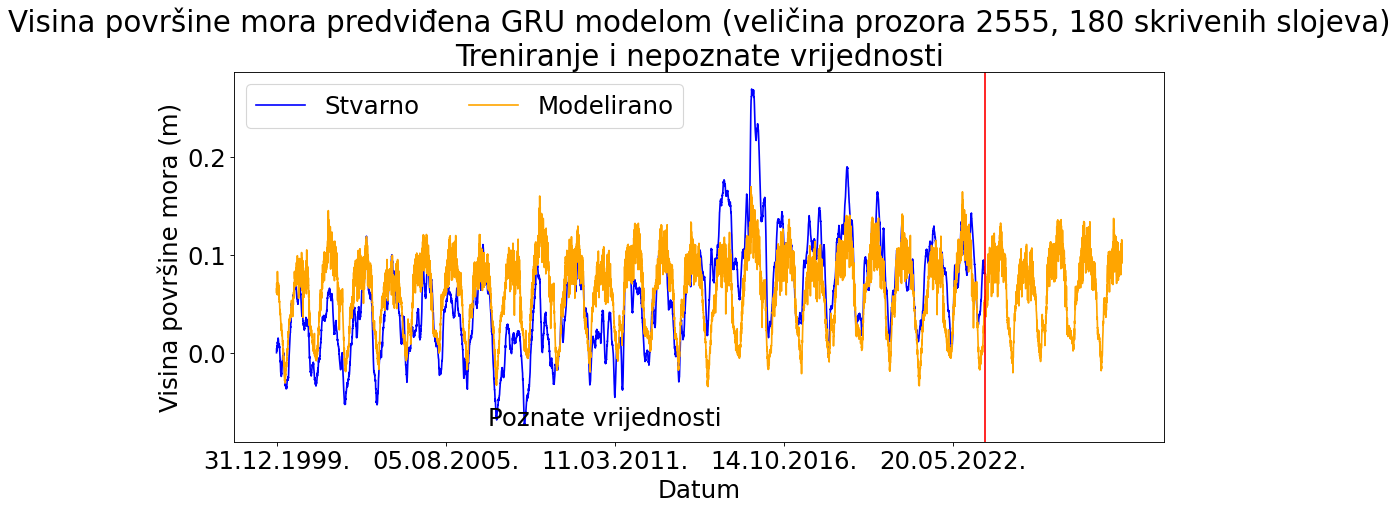 Visina površine mora predviđena GRU modelom (veličina prozora 2555, 180 skrivenih slojeva)
Treniranje i nepoznate vrijednosti
Stvarno
Modelirano
Visina površine mora (m)
0.2
0.1
0.0
Poznate vrijednosti
31.12.1999.
05.08.2005.
11.03.2011.
14.10.2016.
20.05.2022.
Datum